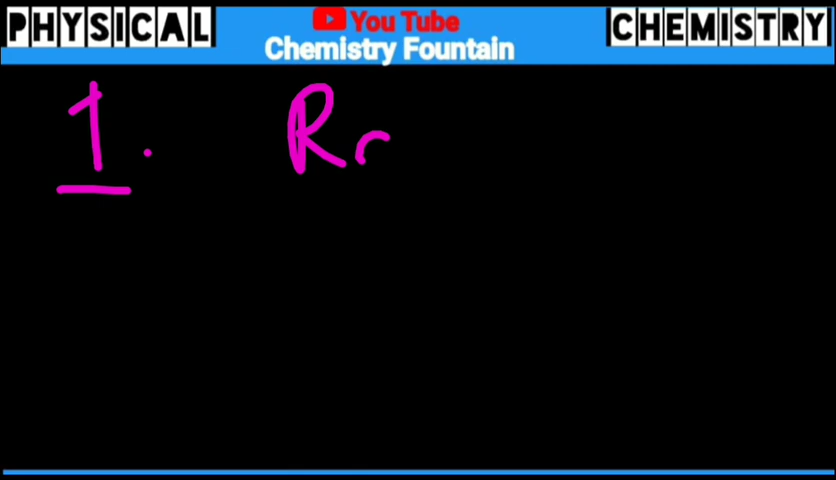 PHYSICAL
You Tube
Chemistry Fountain
CHEMISTRY
1. R